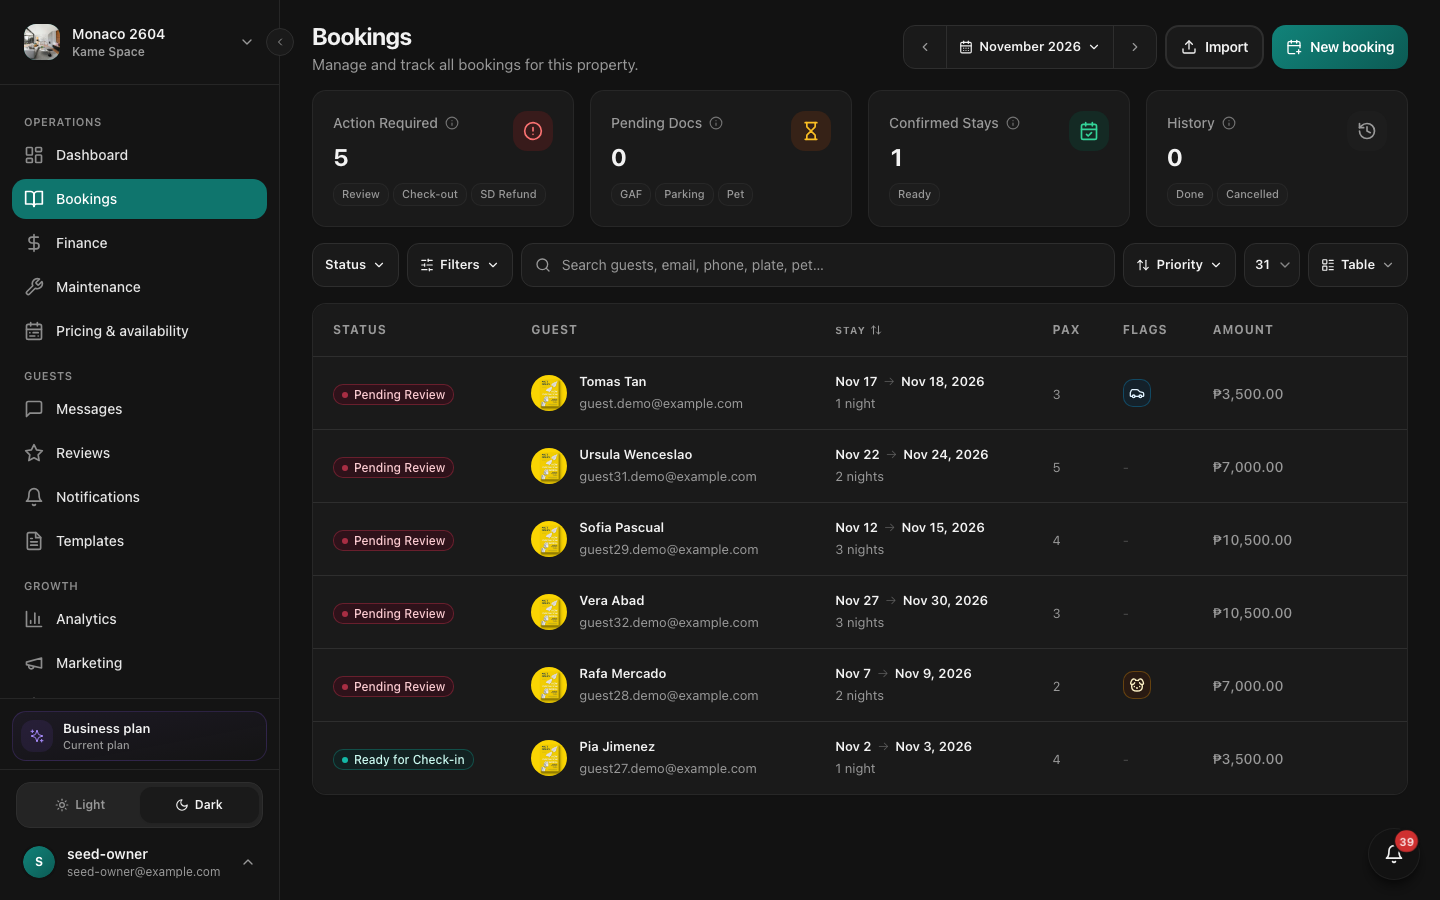 Monaco 2604
Kame Space
OPERATIONS
Dashboard
Bookings
Finance
Maintenance
Pricing & availability
GUESTS
Messages
Reviews
Notifications
Templates
GROWTH
Analytics
Marketing
Business plan
Current plan
Light
Dark
S
seed-owner
seed-owner@example.com
Bookings
Manage and track all bookings for this property.
November 2026
Import
New booking
Action Required
5
Review Check-out SD Refund
Pending Docs
0
GAF Parking Pet
Confirmed Stays
1
Ready
History
0
Done Cancelled
Status
Filters
Search guests, email, phone, plate, pet...
Priority
31
Table
STATUS GUEST STAY PAX FLAGS AMOUNT
Pending Review Tomas Tan Nov 17 → Nov 18, 2026 3 ₱3,500.00
guest.demo@example.com 1 night
Pending Review Ursula Wenceslao Nov 22 → Nov 24, 2026 5 - ₱7,000.00
guest31.demo@example.com 2 nights
Pending Review Sofia Pascual Nov 12 → Nov 15, 2026 4 - ₱10,500.00
guest29.demo@example.com 3 nights
Pending Review Vera Abad Nov 27 → Nov 30, 2026 3 - ₱10,500.00
guest32.demo@example.com 3 nights
Pending Review Rafa Mercado Nov 7 → Nov 9, 2026 2 ₱7,000.00
guest28.demo@example.com 2 nights
Ready for Check-in Pia Jimenez Nov 2 → Nov 3, 2026 4 - ₱3,500.00
guest27.demo@example.com 1 night
39